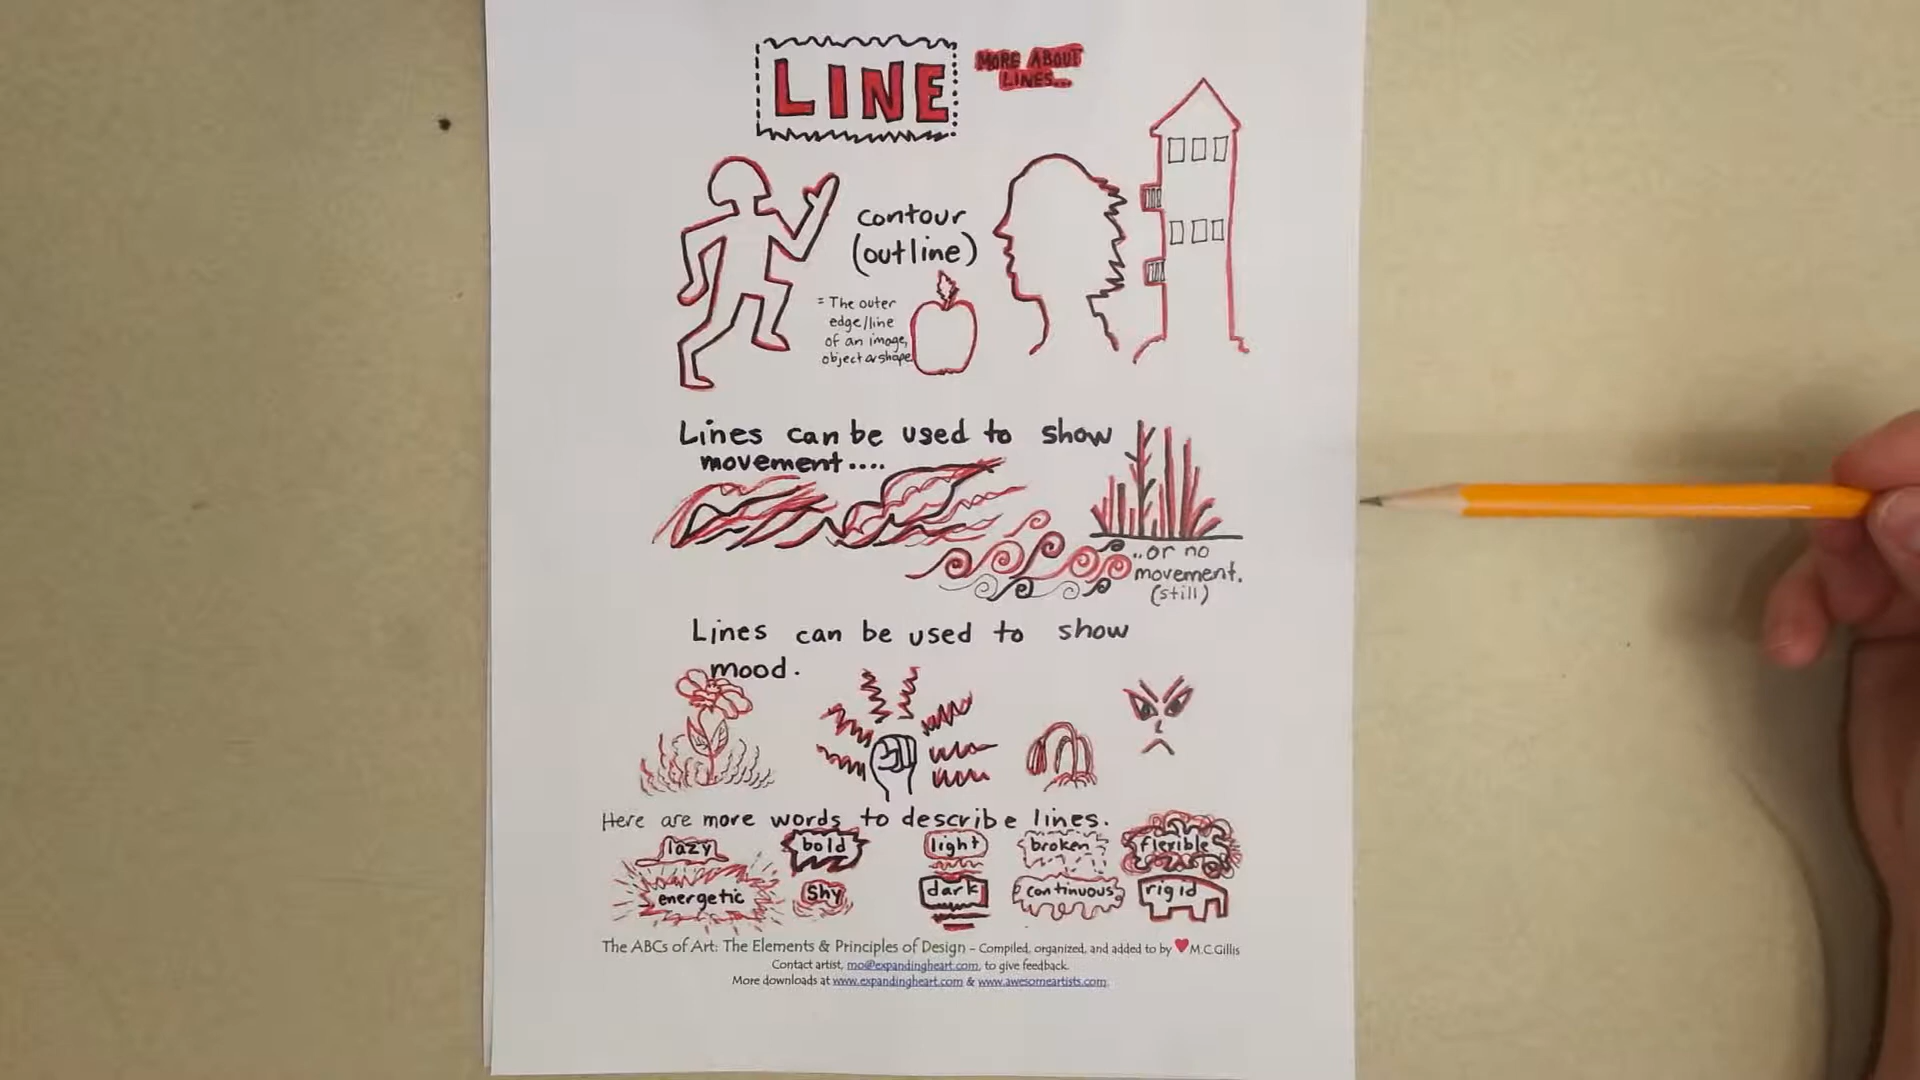 LINE
MORE ABOUT
LINES...
contour
(outline)
= The outer
edge/line
of an image,
object or shape
Lines can be used to show
movement....
..or no
movement.
(still)
Lines can be used to show
mood.
Here are more words to describe lines.
lazy bold light broken flexible
energetic shy dark continuous rigid
The ABCs of Art: The Elements & Principles of Design – Compiled, organized, and added to by ♥M.C.Gillis
Contact artist, mo@expandingheart.com, to give feedback.
More downloads at www.expandingheart.com & www.awesomeartists.com.